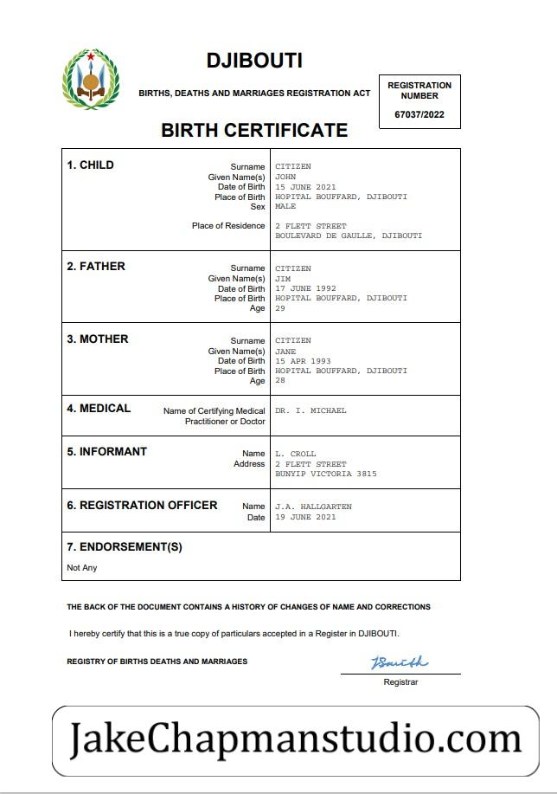 DJIBOUTI
BIRTHS, DEATHS AND MARRIAGES REGISTRATION ACT
REGISTRATION
NUMBER
67037/2022
BIRTH CERTIFICATE
1. CHILD
Surname CITIZEN
Given Name(s) JOHN
Date of Birth 15 JUNE 2021
Place of Birth HOPITAL BOUFFARD, DJIBOUTI
Sex MALE
Place of Residence 2 FLETT STREET
BOULEVARD DE GAULLE, DJIBOUTI
2. FATHER
Surname CITIZEN
Given Name(s) JIM
Date of Birth 17 JUNE 1992
Place of Birth HOPITAL BOUFFARD, DJIBOUTI
Age 29
3. MOTHER
Surname CITIZEN
Given Name(s) JANE
Date of Birth 15 APR 1993
Place of Birth HOPITAL BOUFFARD, DJIBOUTI
Age 28
4. MEDICAL
Name of Certifying Medical DR. I. MICHAEL
Practitioner or Doctor
5. INFORMANT
Name L. CROLL
Address 2 FLETT STREET
BUNYIP VICTORIA 3815
6. REGISTRATION OFFICER
Name J.A. HALLGARTEN
Date 19 JUNE 2021
7. ENDORSEMENT(S)
Not Any
THE BACK OF THE DOCUMENT CONTAINS A HISTORY OF CHANGES OF NAME AND CORRECTIONS
I hereby certify that this is a true copy of particulars accepted in a Register in DJIBOUTI.
REGISTRY OF BIRTHS DEATHS AND MARRIAGES
JSmith
Registrar
JakeChapmanstudio.com